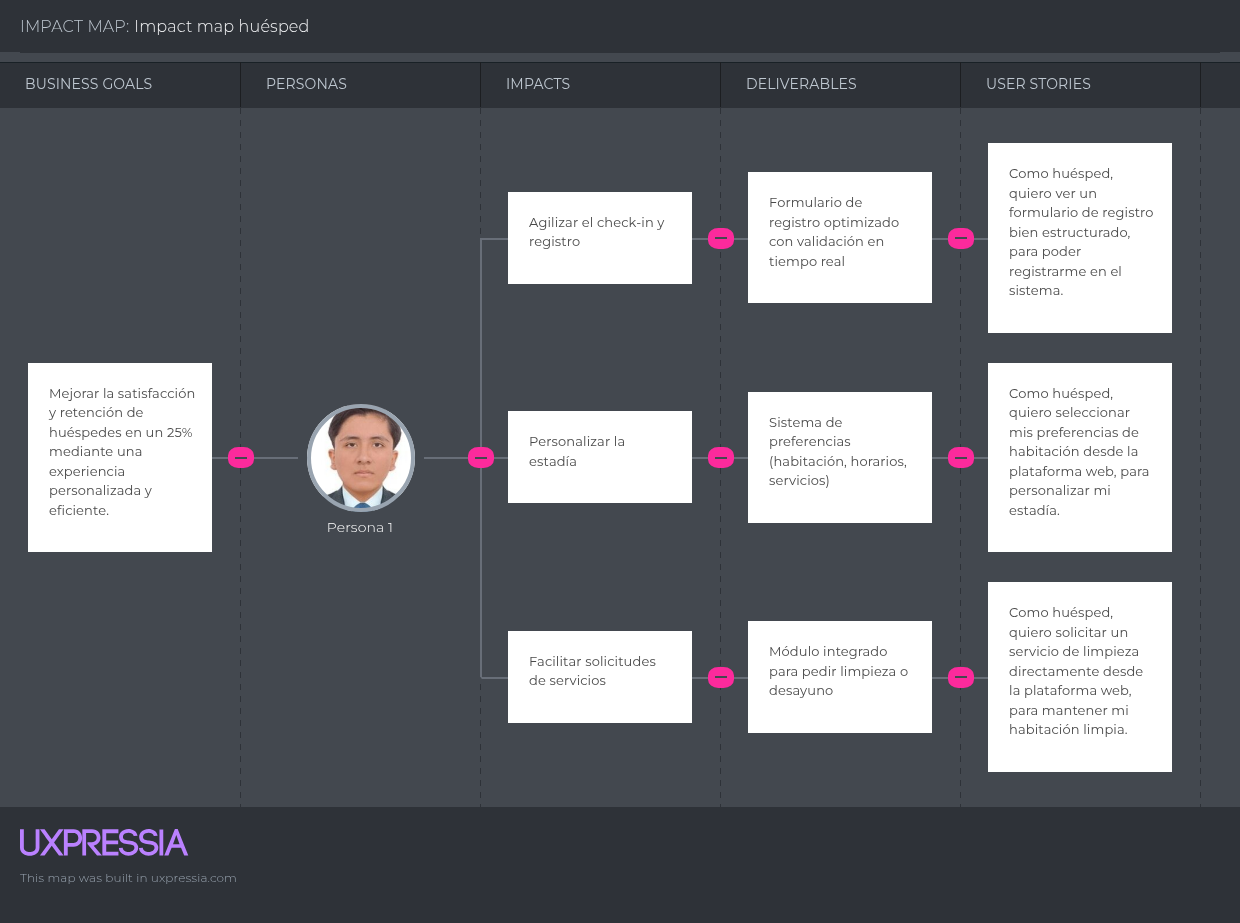 IMPACT MAP: Impact map huésped
BUSINESS GOALS
PERSONAS
IMPACTS
DELIVERABLES
USER STORIES
Mejorar la satisfacción
y retención de
huéspedes en un 25%
mediante una
experiencia
personalizada y
eficiente.
Persona 1
Agilizar el check-in y
registro
Formulario de
registro optimizado
con validación en
tiempo real
Como huésped,
quiero ver un
formulario de registro
bien estructurado,
para poder
registrarme en el
sistema.
Personalizar la
estadía
Sistema de
preferencias
(habitación, horarios,
servicios)
Como huésped,
quiero seleccionar
mis preferencias de
habitación desde la
plataforma web, para
personalizar mi
estadía.
Facilitar solicitudes
de servicios
Módulo integrado
para pedir limpieza o
desayuno
Como huésped,
quiero solicitar un
servicio de limpieza
directamente desde
la plataforma web,
para mantener mi
habitación limpia.
UXPRESSIA
This map was built in uxpressia.com